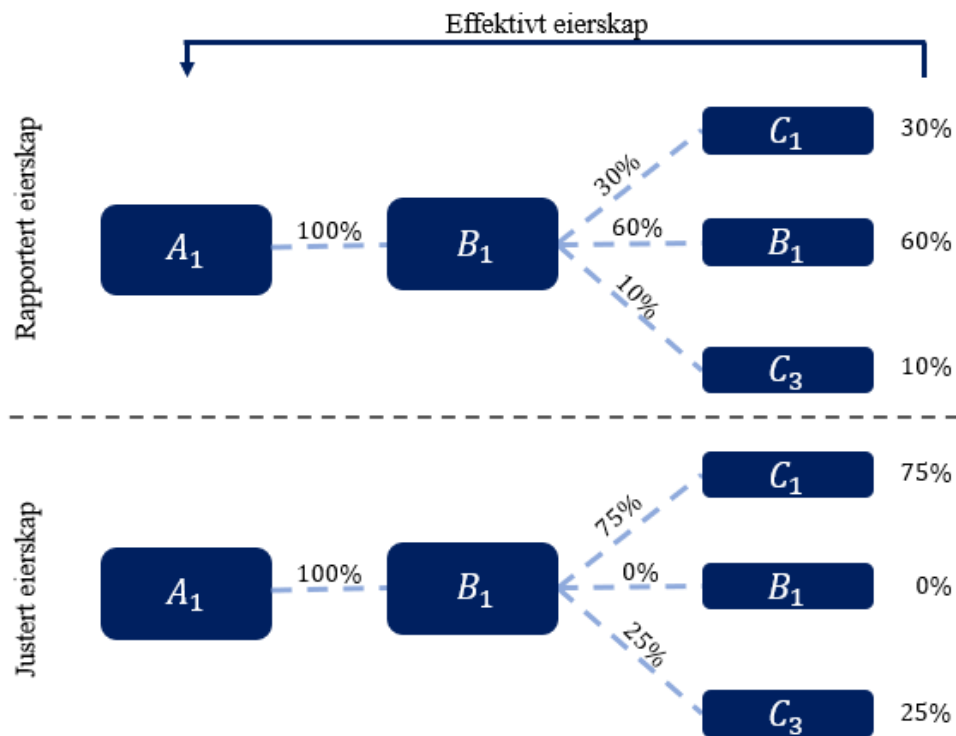 Effektivt eierskap
Rapportert eierskap
A₁
100%
B₁
30%
C₁
30%
60%
B₁
60%
10%
C₃
10%
Justert eierskap
A₁
100%
B₁
75%
C₁
75%
0%
B₁
0%
25%
C₃
25%